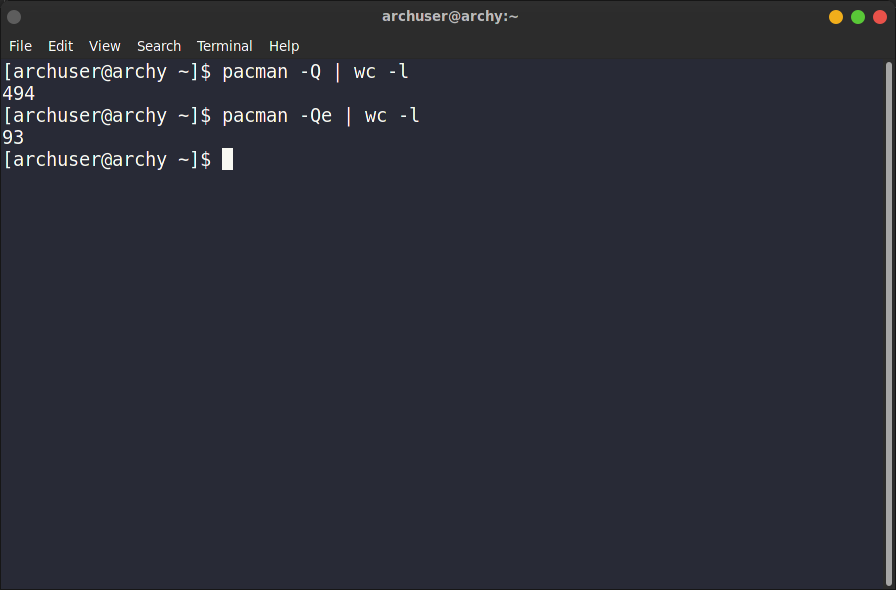 archuser@archy:~
File Edit View Search Terminal Help
[archuser@archy ~]$ pacman -Q | wc -l
494
[archuser@archy ~]$ pacman -Qe | wc -l
93
[archuser@archy ~]$